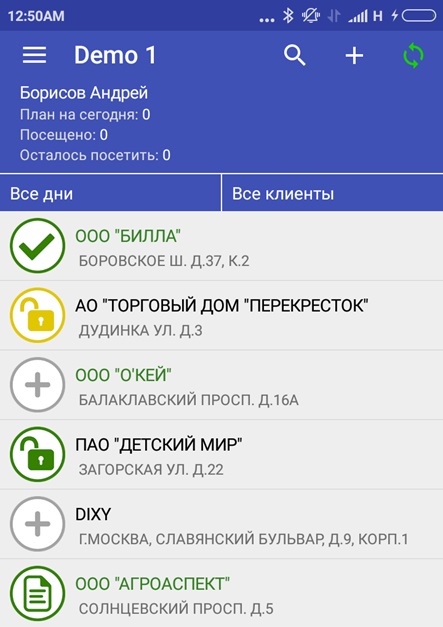 12:50AM
H
Demo 1
Борисов Андрей
План на сегодня: 0
Посещено: 0
Осталось посетить: 0
Все дни
Все клиенты
ООО "БИЛЛА"
БОРОВСКОЕ Ш. Д.37, К.2
АО "ТОРГОВЫЙ ДОМ "ПЕРЕКРЕСТОК"
ДУДИНКА УЛ. Д.3
ООО "О'КЕЙ"
БАЛАКЛАВСКИЙ ПРОСП. Д.16А
ПАО "ДЕТСКИЙ МИР"
ЗАГОРСКАЯ УЛ. Д.22
DIXY
Г.МОСКВА, СЛАВЯНСКИЙ БУЛЬВАР, Д.9, КОРП.1
ООО "АГРОАСПЕКТ"
СОЛНЦЕВСКИЙ ПРОСП. Д.5